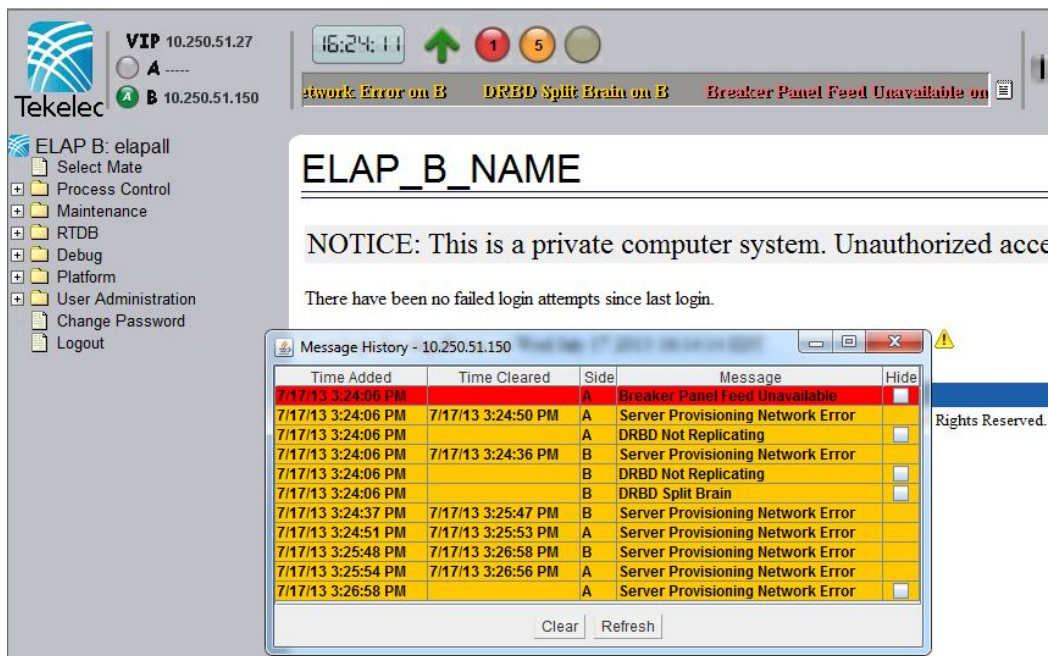 Tekelec
VIP 10.250.51.27
A -----
A B 10.250.51.150
16:24:11
1 5
etwork Error on B DRBD Split Brain on B Breaker Panel Feed Unavailable on
ELAP B: elapall
Select Mate
Process Control
Maintenance
RTDB
Debug
Platform
User Administration
Change Password
Logout
ELAP_B_NAME
NOTICE: This is a private computer system. Unauthorized acce
There have been no failed login attempts since last login.
Message History - 10.250.51.150
Time Added Time Cleared Side Message Hide
7/17/13 3:24:06 PM A Breaker Panel Feed Unavailable
7/17/13 3:24:06 PM 7/17/13 3:24:50 PM A Server Provisioning Network Error
7/17/13 3:24:06 PM A DRBD Not Replicating
7/17/13 3:24:06 PM 7/17/13 3:24:36 PM B Server Provisioning Network Error
7/17/13 3:24:06 PM B DRBD Not Replicating
7/17/13 3:24:06 PM B DRBD Split Brain
7/17/13 3:24:37 PM 7/17/13 3:25:47 PM B Server Provisioning Network Error
7/17/13 3:24:51 PM 7/17/13 3:25:53 PM A Server Provisioning Network Error
7/17/13 3:25:48 PM 7/17/13 3:26:58 PM B Server Provisioning Network Error
7/17/13 3:25:54 PM 7/17/13 3:26:56 PM A Server Provisioning Network Error
7/17/13 3:26:58 PM A Server Provisioning Network Error
Clear Refresh
Rights Reserved.